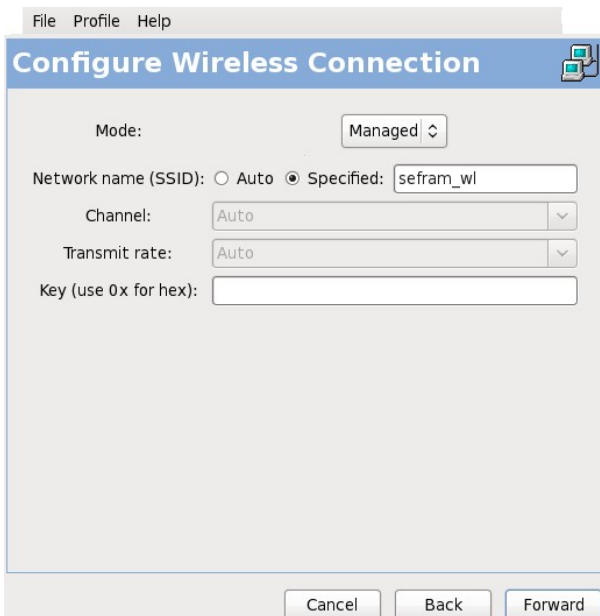 File Profile Help
Configure Wireless Connection
Mode: Managed
Network name (SSID): Auto Specified: sefram_wl
Channel: Auto
Transmit rate: Auto
Key (use 0x for hex):
Cancel Back Forward